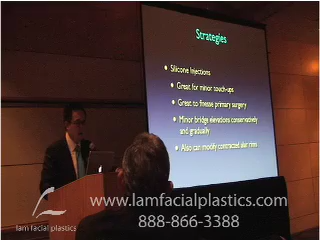 Strategies
Silicone Injections
Great for minor touch-ups
Great to finesse primary surgery
Minor bridge elevations conservatively
and gradually
Also can modify contracted alar rims
lam facial plastics
www.lamfacialplastics.com
888-866-3388